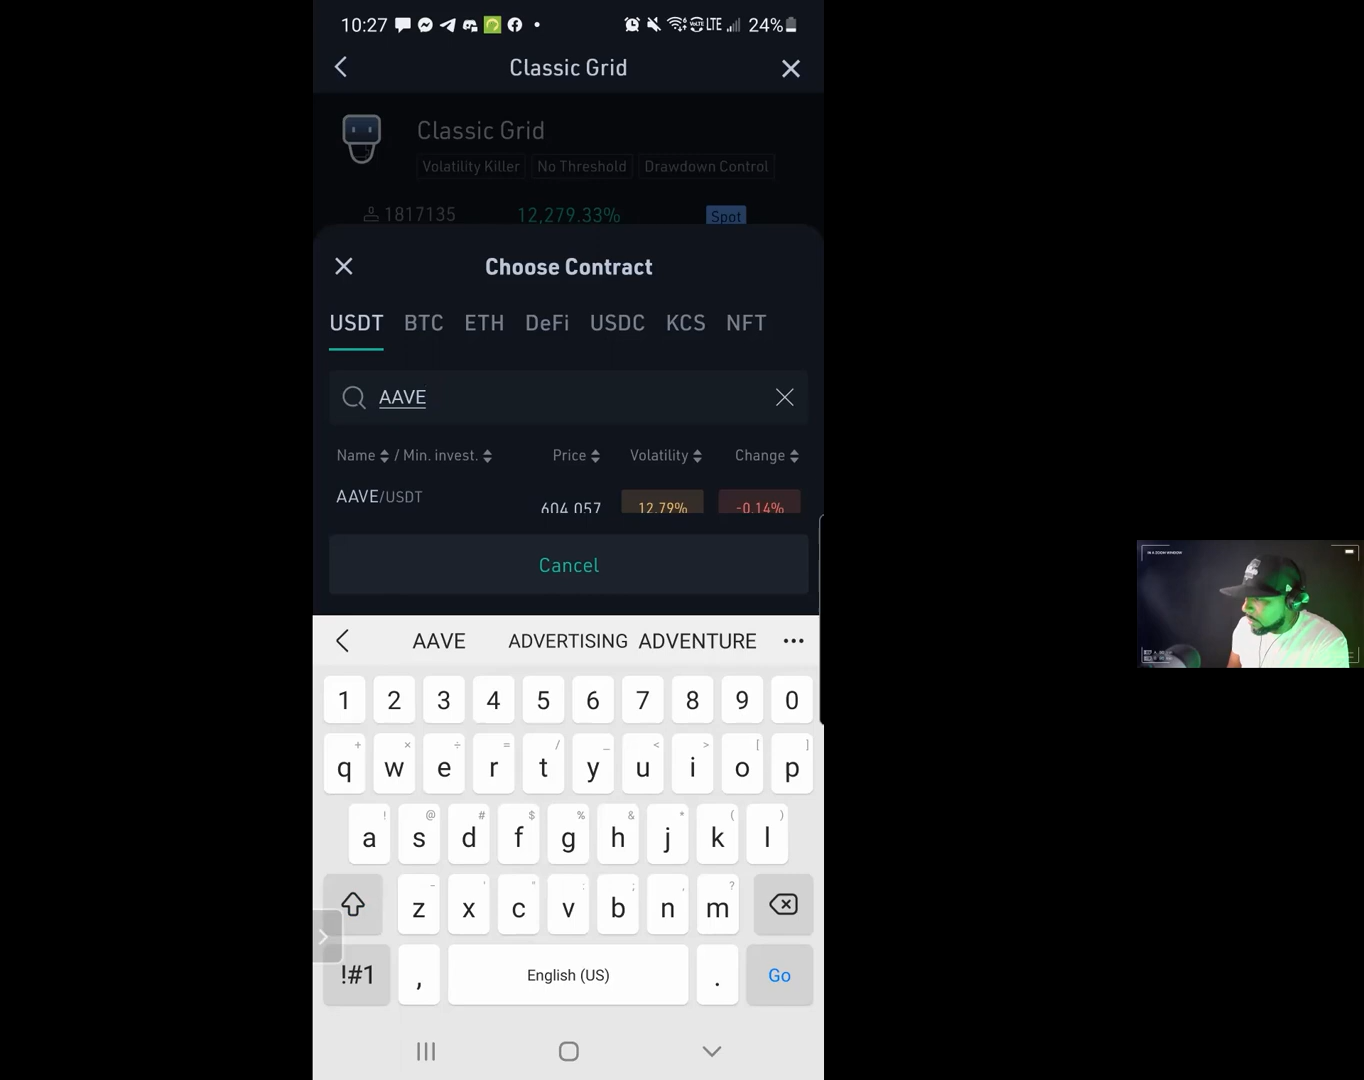 10:27 LTE 24%
Classic Grid
Classic Grid
Volatility Killer No Threshold Drawdown Control
1817135 12,279.33% Spot
Choose Contract
USDT BTC ETH DeFi USDC KCS NFT
AAVE
Name / Min. invest. Price Volatility Change
AAVE/USDT 604.057 12.79% -0.14%
Cancel
AAVE ADVERTISING ADVENTURE
1 2 3 4 5 6 7 8 9 0
+ × ÷ = / _ < > [ ]
q w e r t y u i o p
! @ # $ % & * ( )
a s d f g h j k l
- ' " : ; , ?
z x c v b n m
!#1 , English (US) . Go